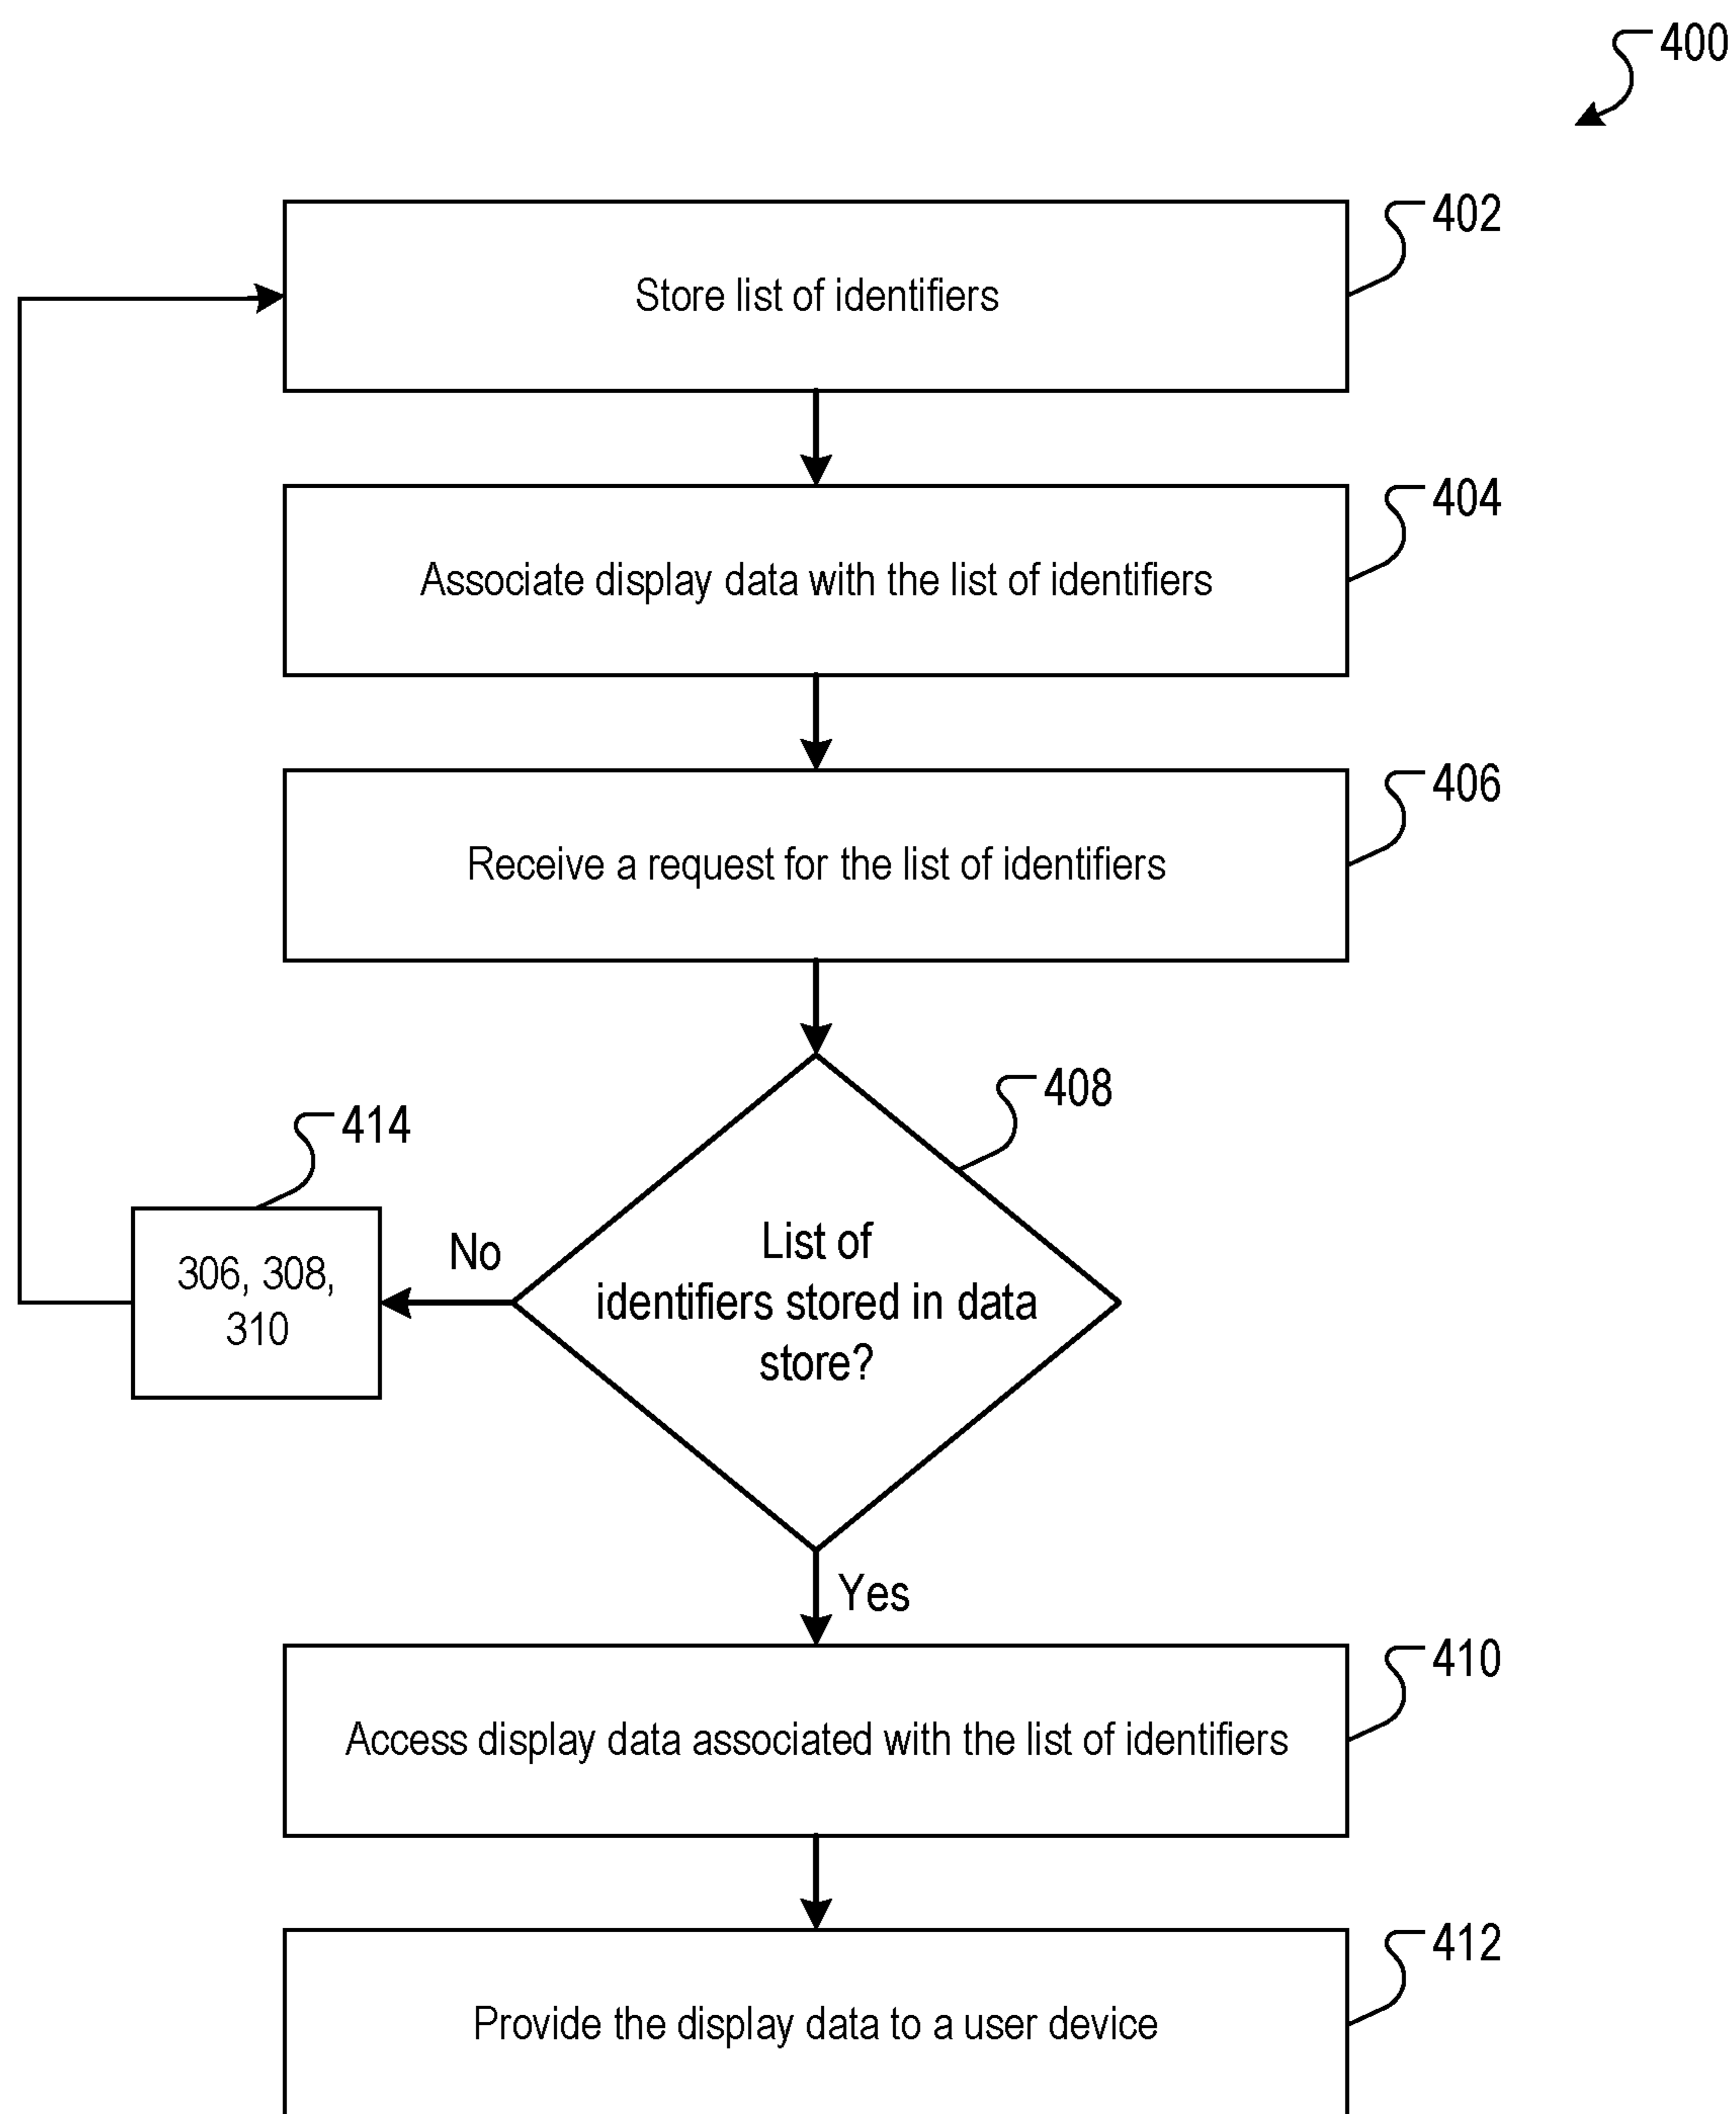 400
402
Store list of identifiers
404
Associate display data with the list of identifiers
406
Receive a request for the list of identifiers
408
414
List of
identifiers stored in data
store?
No
306, 308,
310
Yes
410
Access display data associated with the list of identifiers
412
Provide the display data to a user device